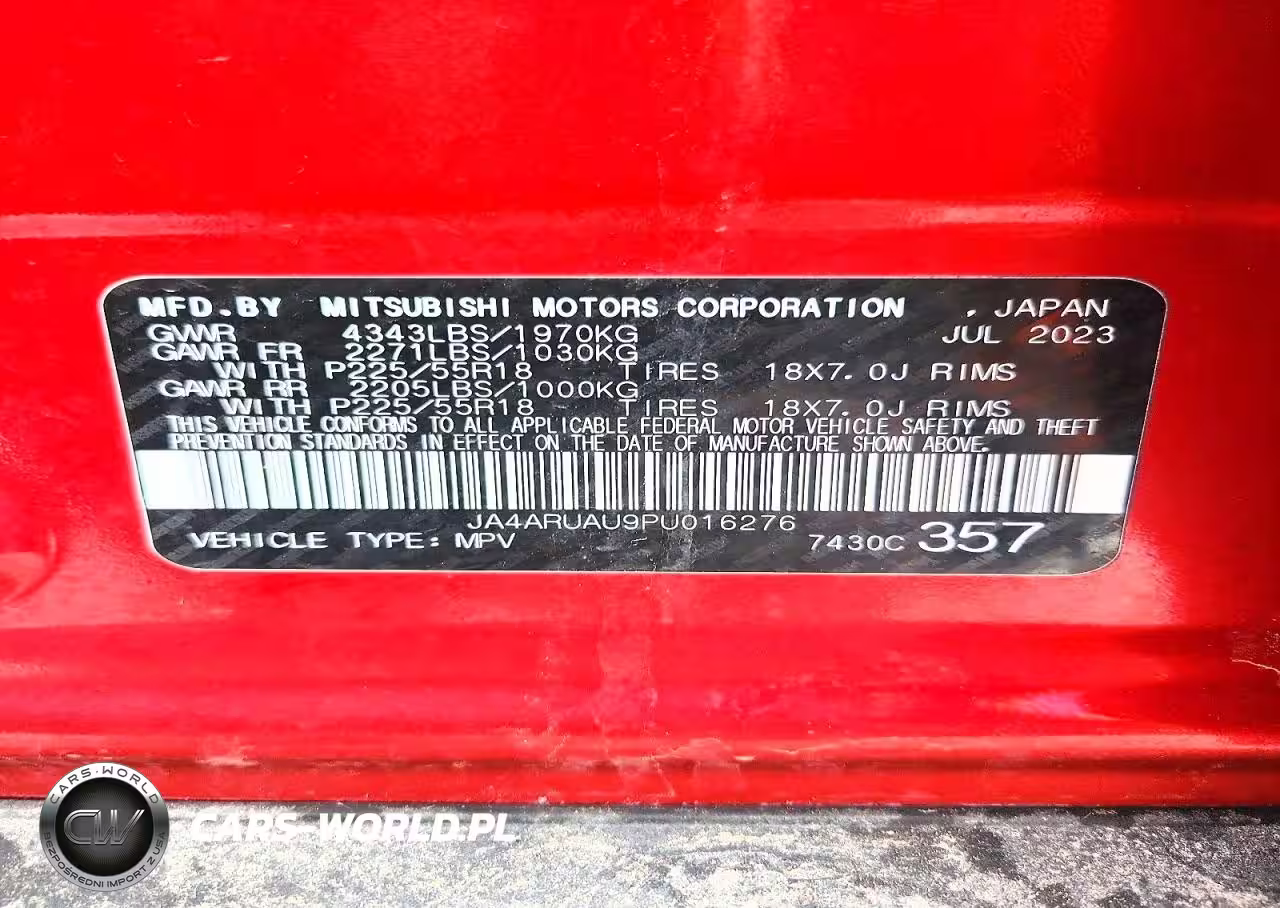 MFD.BY MITSUBISHI MOTORS CORPORATION , JAPAN
GVWR 4343LBS/1970KG JUL 2023
GAWR FR 2271LBS/1030KG
WITH P225/55R18 TIRES 18X7.0J RIMS
GAWR RR 2205LBS/1000KG
WITH P225/55R18 TIRES 18X7.0J RIMS
THIS VEHICLE CONFORMS TO ALL APPLICABLE FEDERAL MOTOR VEHICLE SAFETY AND THEFT
PREVENTION STANDARDS IN EFFECT ON THE DATE OF MANUFACTURE SHOWN ABOVE.
JA4ARUAU9PU016276
VEHICLE TYPE: MPV 7430C 357
CARS-WORLD
CW
BEZPOŚREDNI IMPORT Z USA
CARS-WORLD.PL